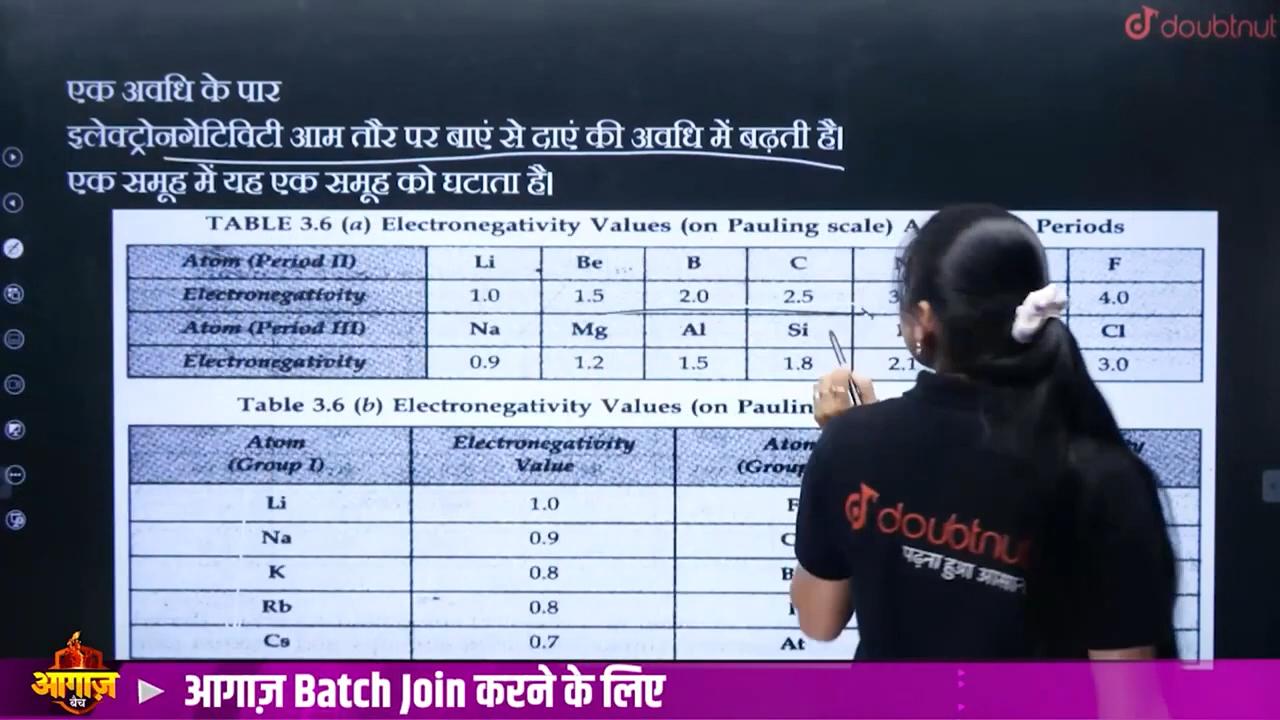 doubtnut
एक अवधि के पार
इलेक्ट्रोनगेटिविटी आम तौर पर बाएं से दाएं की अवधि में बढ़ती है।
एक समूह में यह एक समूह को घटाता है।
TABLE 3.6 (a) Electronegativity Values (on Pauling scale) Periods
Atom (Period II) Li Be B C F
Electronegativity 1.0 1.5 2.0 2.5 4.0
Atom (Period III) Na Mg Al Si Cl
Electronegativity 0.9 1.2 1.5 1.8 2.1 3.0
Table 3.6 (b) Electronegativity Values (on
Atom (Group I) Electronegativity Value Atom
Li 1.0
Na 0.9
K 0.8
Rb 0.8
Cs 0.7 At
doubtnut
पढ़ना हुआ आसान
आगाज़ बैच
आगाज़ Batch Join करने के लिए